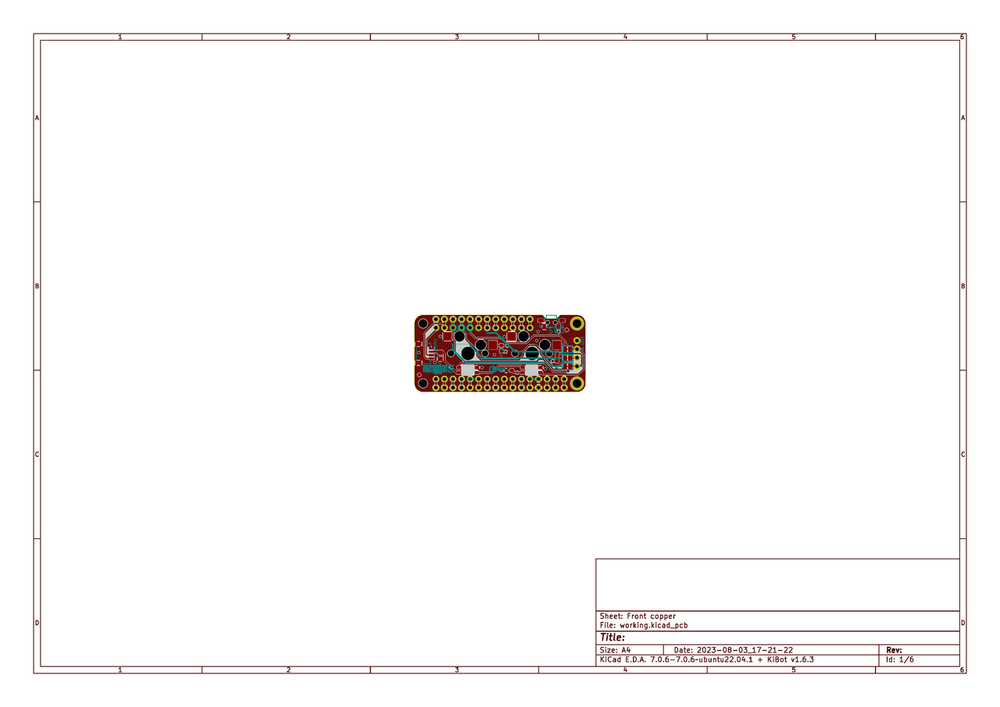 1 2 3 4 5 6
A A
B B
C C
D D
Sheet: Front copper
File: working.kicad_pcb
Title:
Size: A4 Date: 2023-08-03_17-21-22 Rev:
KiCad E.D.A. 7.0.6-7.0.6-ubuntu22.04.1 + KiBot v1.6.3 Id: 1/6
1 2 3 4 5 6